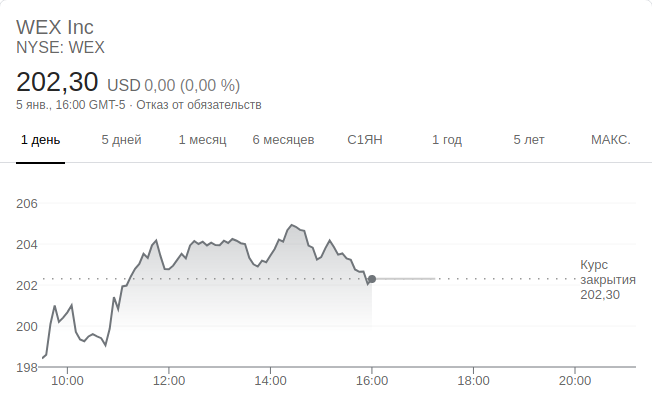 WEX Inc
NYSE: WEX
202,30 USD 0,00 (0,00 %)
5 янв., 16:00 GMT-5 · Отказ от обязательств
1 день 5 дней 1 месяц 6 месяцев С1ЯН 1 год 5 лет МАКС.
206
204
Курс
закрытия
202,30
202
200
198
10:00 12:00 14:00 16:00 18:00 20:00